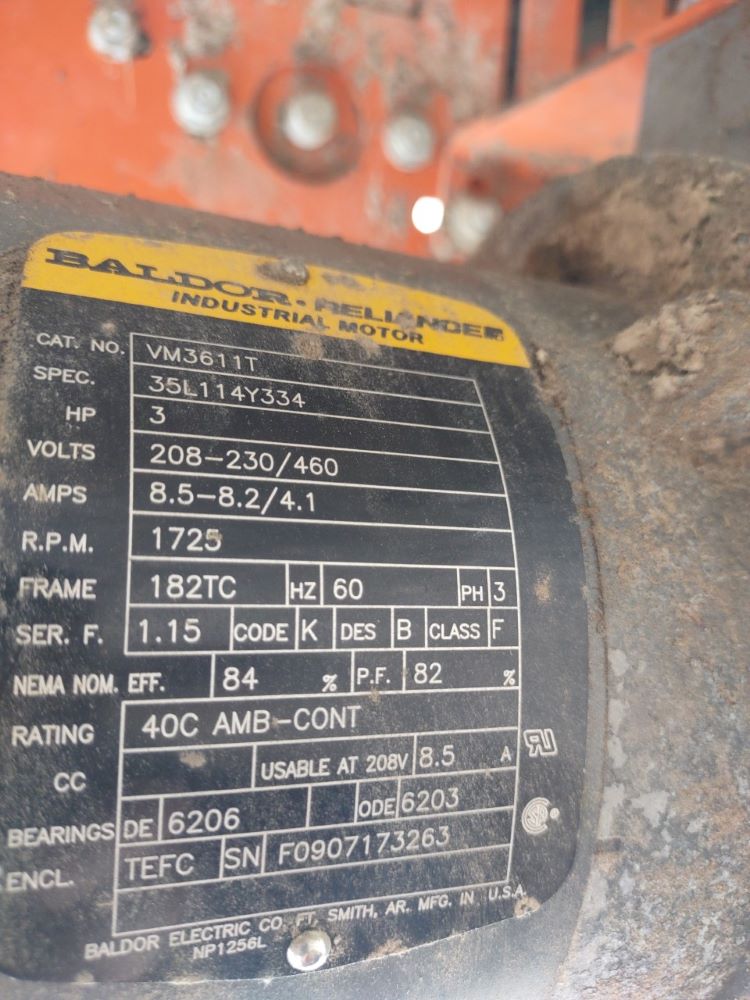 BALDOR • RELIANCER
INDUSTRIAL MOTOR
CAT. NO. VM3611T
SPEC. 35L114Y334
HP 3
VOLTS 208-230/460
AMPS 8.5-8.2/4.1
R.P.M. 1725
FRAME 182TC HZ 60 PH 3
SER. F. 1.15 CODE K DES B CLASS F
NEMA NOM. EFF. 84 % P.F. 82 %
RATING 40C AMB-CONT
CC USABLE AT 208V 8.5 A
BEARINGS DE 6206 ODE 6203
ENCL. TEFC SN F0907173263
BALDOR ELECTRIC CO. FT. SMITH, AR. MFG. IN U.S.A.
NP1256L